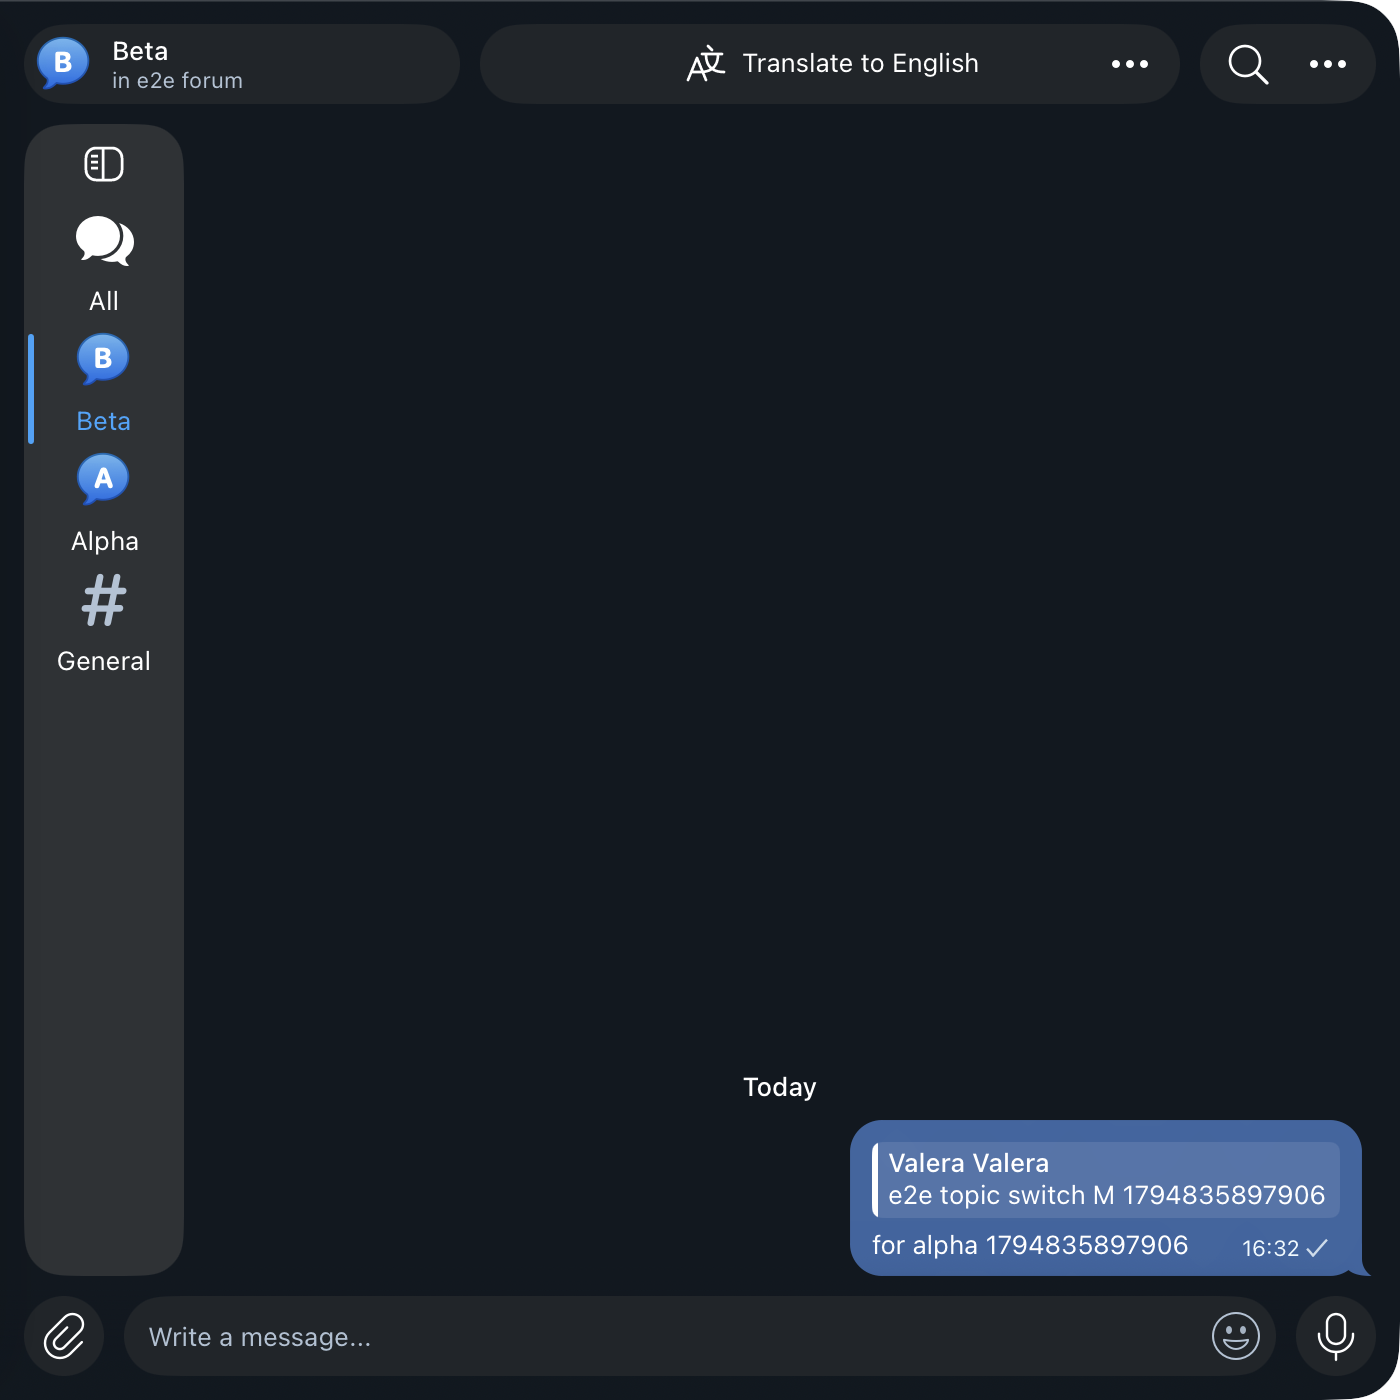 B
Beta
in e2e forum
Translate to English
All
B
Beta
A
Alpha
#
General
Today
Valera Valera
e2e topic switch M 1794835897906
for alpha 1794835897906
16:32
Write a message...